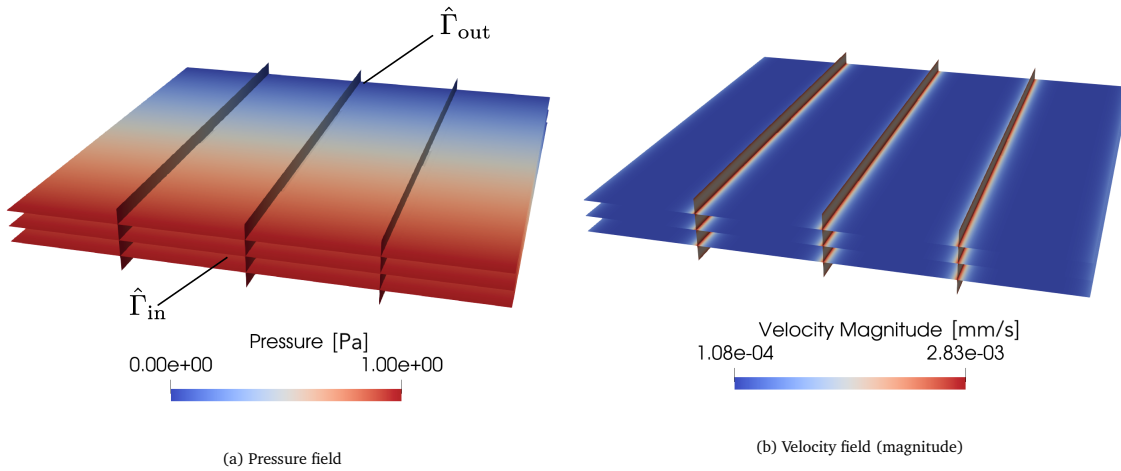 Γ̂out
Γ̂in
Pressure [Pa]
0.00e+00 1.00e+00
(a) Pressure field
Velocity Magnitude [mm/s]
1.08e-04 2.83e-03
(b) Velocity field (magnitude)